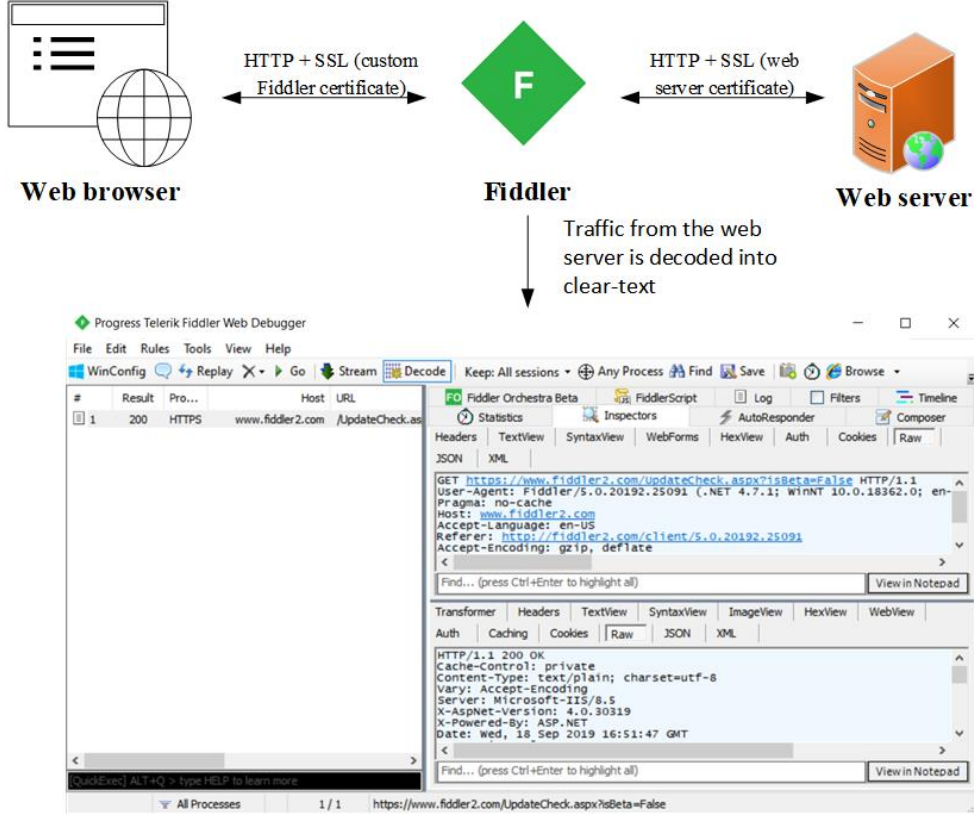 HTTP + SSL (custom
Fiddler certificate)
F
HTTP + SSL (web
server certificate)
Web browser
Fiddler
Web server
Traffic from the web
server is decoded into
clear-text
Progress Telerik Fiddler Web Debugger
File Edit Rules Tools View Help
WinConfig Replay Go Stream Decode Keep: All sessions Any Process Find Save Browse
# Result Pro... Host URL
1 200 HTTPS www.fiddler2.com /UpdateCheck.as
FO Fiddler Orchestra Beta FiddlerScript Log Filters Timeline
Statistics Inspectors AutoResponder Composer
Headers TextView SyntaxView WebForms HexView Auth Cookies Raw
JSON XML
GET https://www.fiddler2.com/UpdateCheck.aspx?isBeta=False HTTP/1.1
User-Agent: Fiddler/5.0.20192.25091 (.NET 4.7.1; WinNT 10.0.18362.0; en-
Pragma: no-cache
Host: www.fiddler2.com
Accept-Language: en-US
Referer: http://fiddler2.com/client/5.0.20192.25091
Accept-Encoding: gzip, deflate
Find... (press Ctrl+Enter to highlight all) View in Notepad
Transformer Headers TextView SyntaxView ImageView HexView WebView
Auth Caching Cookies Raw JSON XML
HTTP/1.1 200 OK
Cache-Control: private
Content-Type: text/plain; charset=utf-8
Vary: Accept-Encoding
Server: Microsoft-IIS/8.5
X-AspNet-Version: 4.0.30319
X-Powered-By: ASP.NET
Date: Wed, 18 Sep 2019 16:51:47 GMT
Find... (press Ctrl+Enter to highlight all) View in Notepad
[QuickExec] ALT+Q > type HELP to learn more
All Processes 1 / 1 https://www.fiddler2.com/UpdateCheck.aspx?isBeta=False